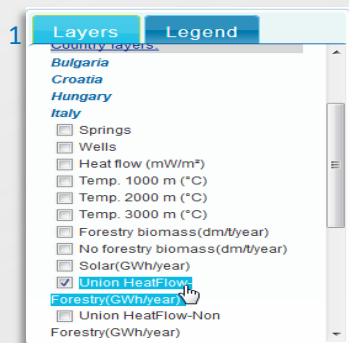 1
Layers Legend
Country layers:
Bulgaria
Croatia
Hungary
Italy
Springs
Wells
Heat flow (mW/m²)
Temp. 1000 m (°C)
Temp. 2000 m (°C)
Temp. 3000 m (°C)
Forestry biomass(dm/t/year)
No forestry biomass(dm/t/year)
Solar(GWh/year)
Union HeatFlow-
Forestry(GWh/year)
Union HeatFlow-Non
Forestry(GWh/year)